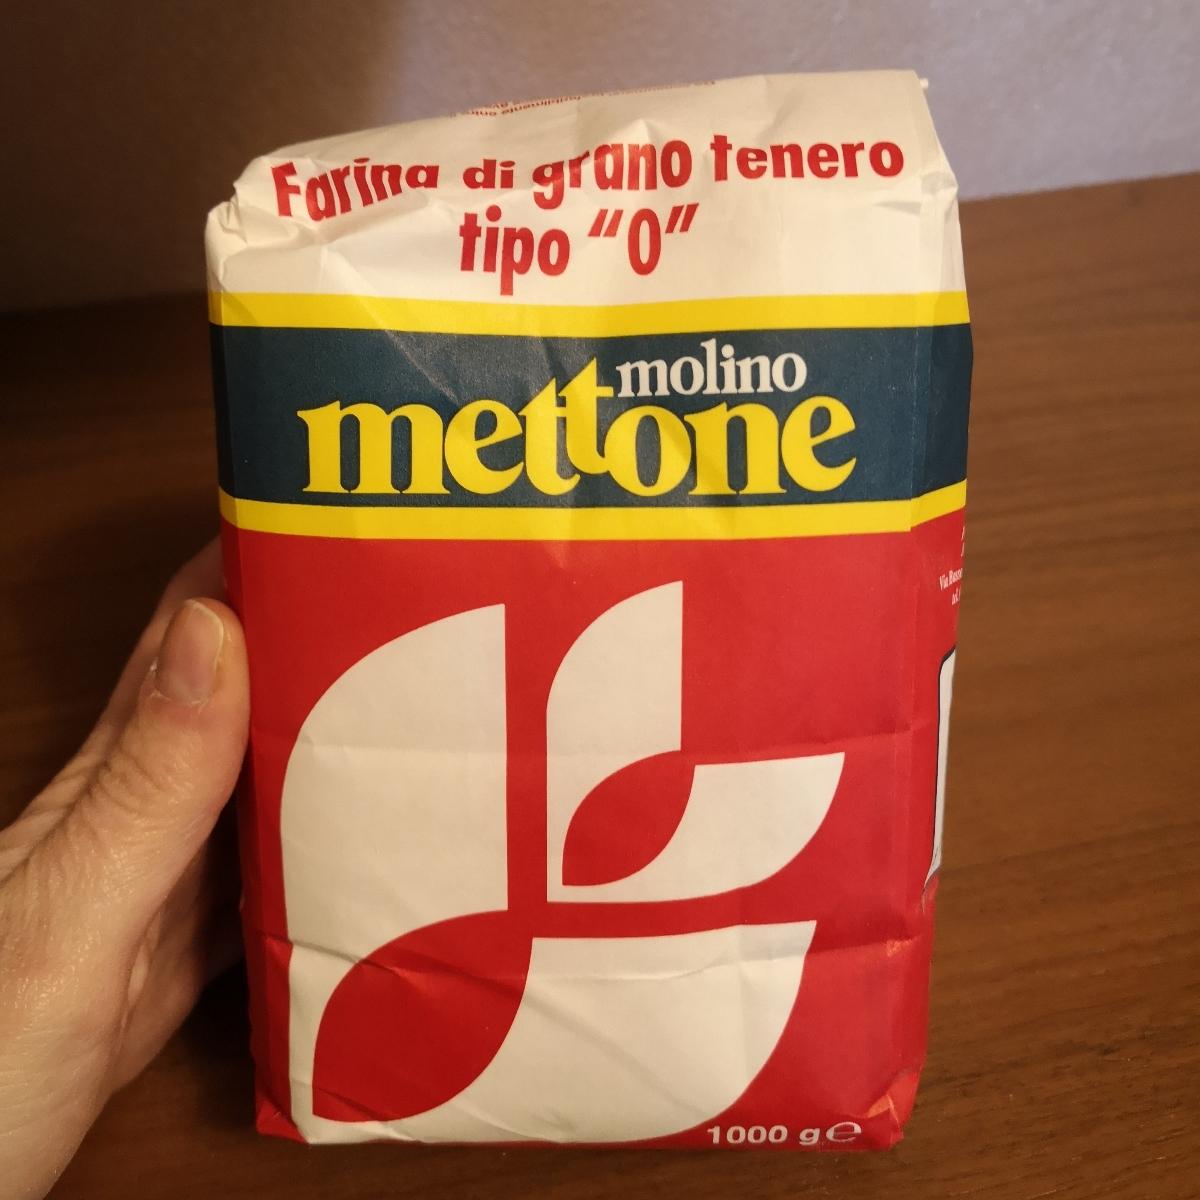 Farina di grano tenero
tipo "0"
molino
mettone
1000 g e